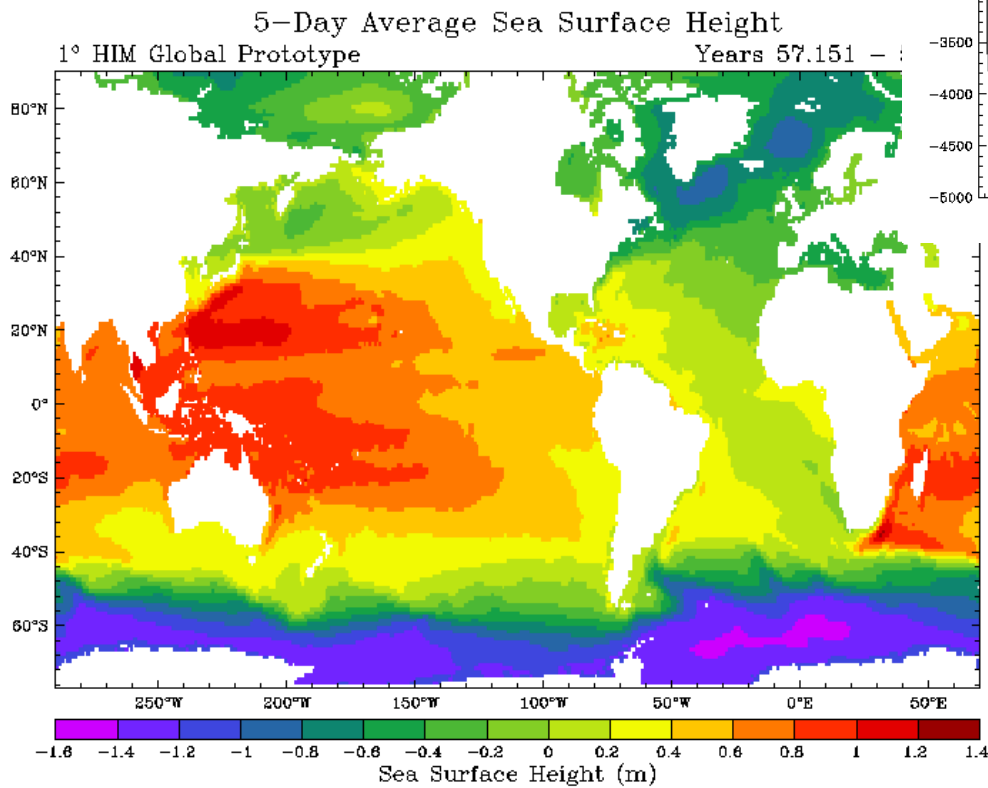 5-Day Average Sea Surface Height
1° HIM Global Prototype
Years 57.151 -
-3500
-4000
-4500
-5000
80°N
60°N
40°N
20°N
0°
20°S
40°S
60°S
250°W 200°W 150°W 100°W 50°W 0°E 50°E
-1.6 -1.4 -1.2 -1 -0.8 -0.6 -0.4 -0.2 0 0.2 0.4 0.6 0.8 1 1.2 1.4
Sea Surface Height (m)